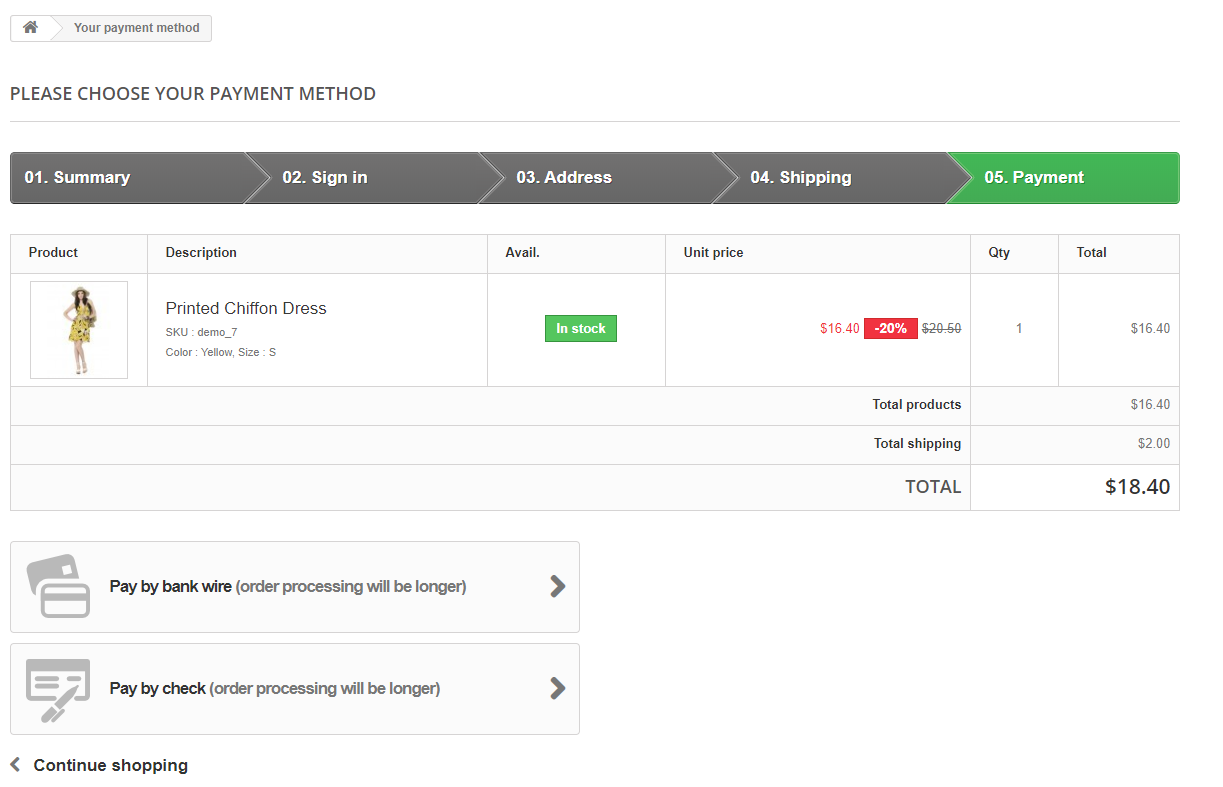 Your payment method
PLEASE CHOOSE YOUR PAYMENT METHOD
01. Summary 02. Sign in 03. Address 04. Shipping 05. Payment
Product Description Avail. Unit price Qty Total
Printed Chiffon Dress
SKU : demo_7
Color : Yellow, Size : S
In stock
$16.40 -20% $20.50 1 $16.40
Total products $16.40
Total shipping $2.00
TOTAL $18.40
Pay by bank wire (order processing will be longer)
Pay by check (order processing will be longer)
Continue shopping